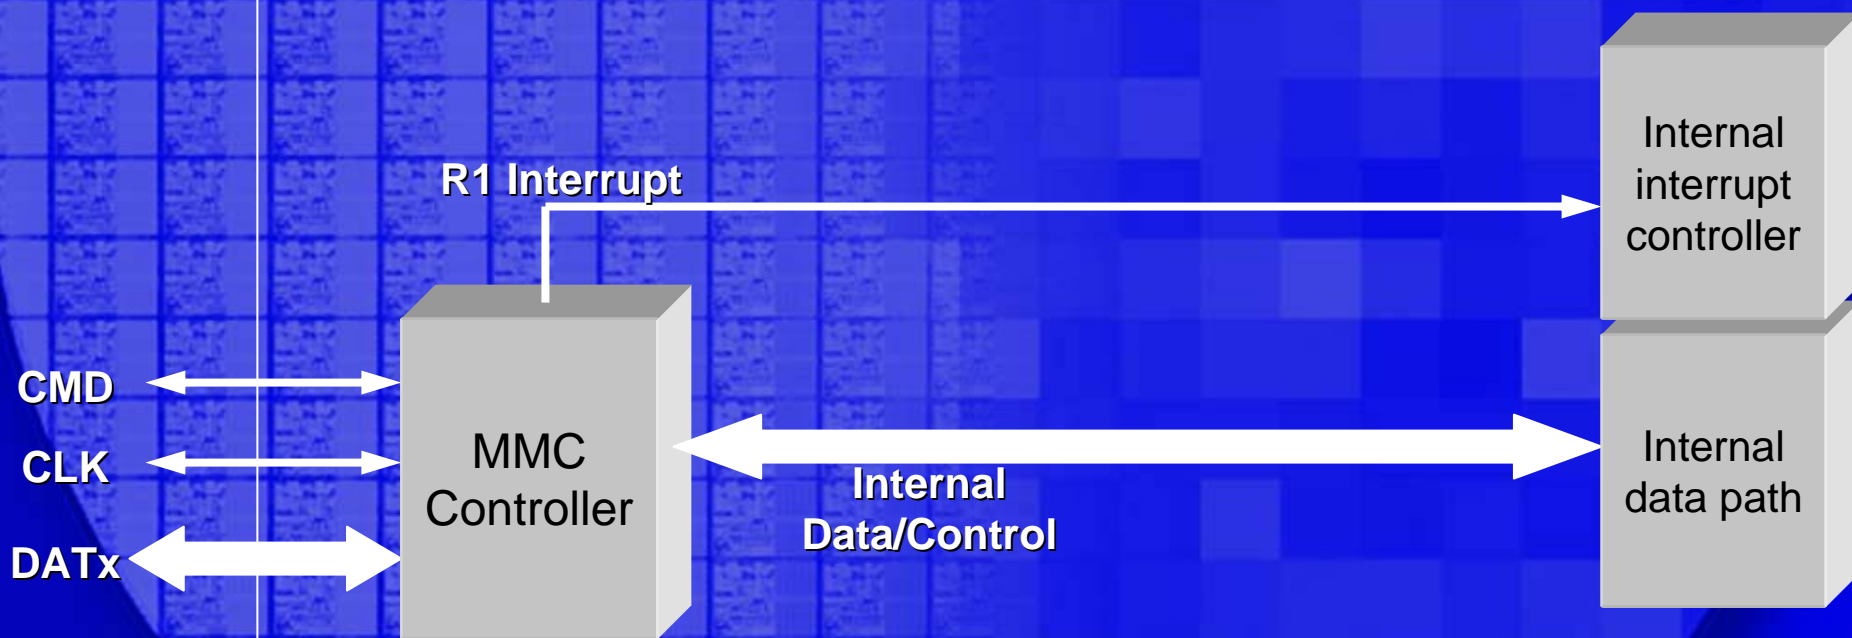 Internal
interrupt
controller
R1 Interrupt
CMD
CLK
DATx
MMC
Controller
Internal
Data/Control
Internal
data path